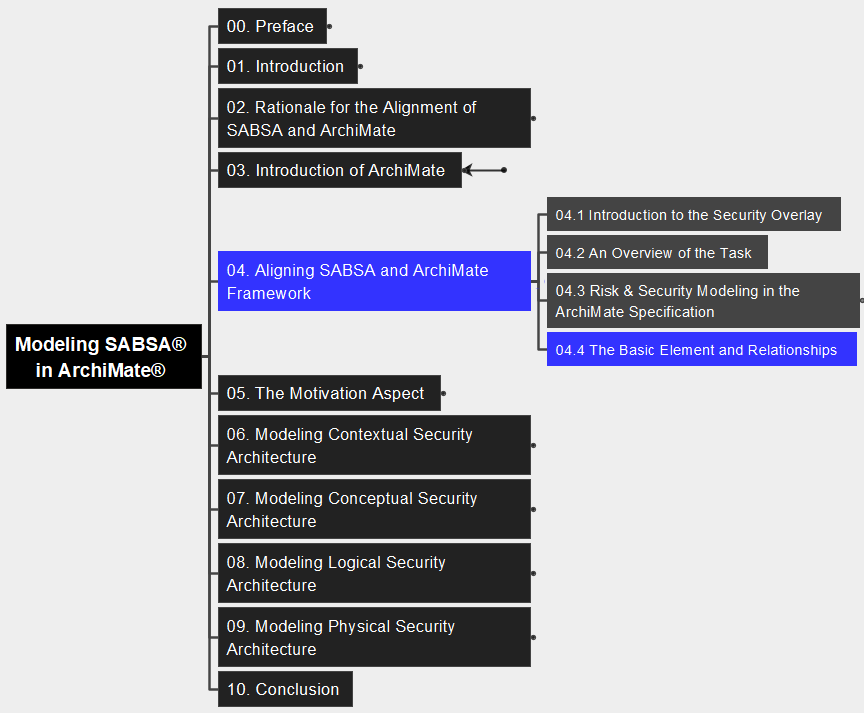 00. Preface
01. Introduction
02. Rationale for the Alignment of
SABSA and ArchiMate
03. Introduction of ArchiMate
04. Aligning SABSA and ArchiMate
Framework
04.1 Introduction to the Security Overlay
04.2 An Overview of the Task
04.3 Risk & Security Modeling in the
ArchiMate Specification
04.4 The Basic Element and Relationships
Modeling SABSA®
in ArchiMate®
05. The Motivation Aspect
06. Modeling Contextual Security
Architecture
07. Modeling Conceptual Security
Architecture
08. Modeling Logical Security
Architecture
09. Modeling Physical Security
Architecture
10. Conclusion